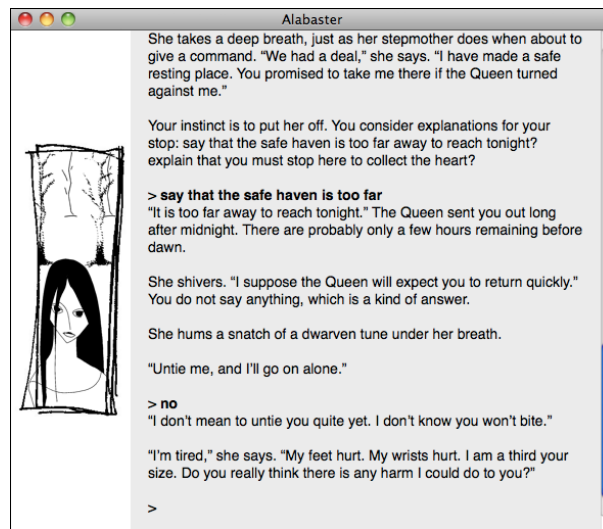 Alabaster
She takes a deep breath, just as her stepmother does when about to
give a command. “We had a deal,” she says. “I have made a safe
resting place. You promised to take me there if the Queen turned
against me.”
Your instinct is to put her off. You consider explanations for your
stop: say that the safe haven is too far away to reach tonight?
explain that you must stop here to collect the heart?
> say that the safe haven is too far
“It is too far away to reach tonight.” The Queen sent you out long
after midnight. There are probably only a few hours remaining before
dawn.
She shivers. “I suppose the Queen will expect you to return quickly.”
You do not say anything, which is a kind of answer.
She hums a snatch of a dwarven tune under her breath.
“Untie me, and I’ll go on alone.”
> no
“I don’t mean to untie you quite yet. I don’t know you won’t bite.”
“I’m tired,” she says. “My feet hurt. My wrists hurt. I am a third your
size. Do you really think there is any harm I could do to you?”
>